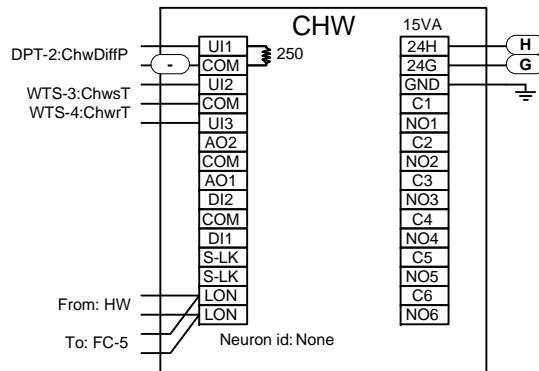 CHW
15VA
DPT-2:ChwDiffP
-
WTS-3:ChwsT
WTS-4:ChwrT
From: HW
To: FC-5
UI1
COM
UI2
COM
UI3
AO2
COM
AO1
DI2
COM
DI1
S-LK
S-LK
LON
LON
250
Neuron id: None
24H
24G
GND
C1
NO1
C2
NO2
C3
NO3
C4
NO4
C5
NO5
C6
NO6
H
G